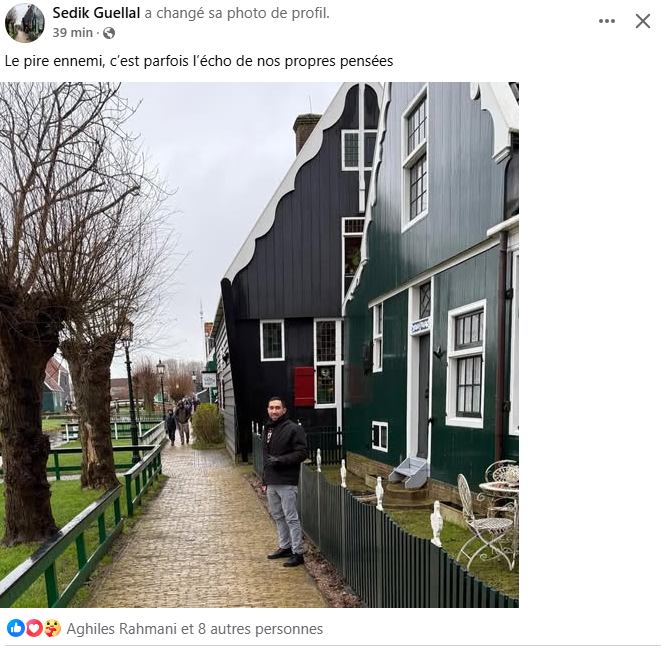 Sedik Guellal a changé sa photo de profil.
39 min ·
Le pire ennemi, c’est parfois l’écho de nos propres pensées
Aghiles Rahmani et 8 autres personnes